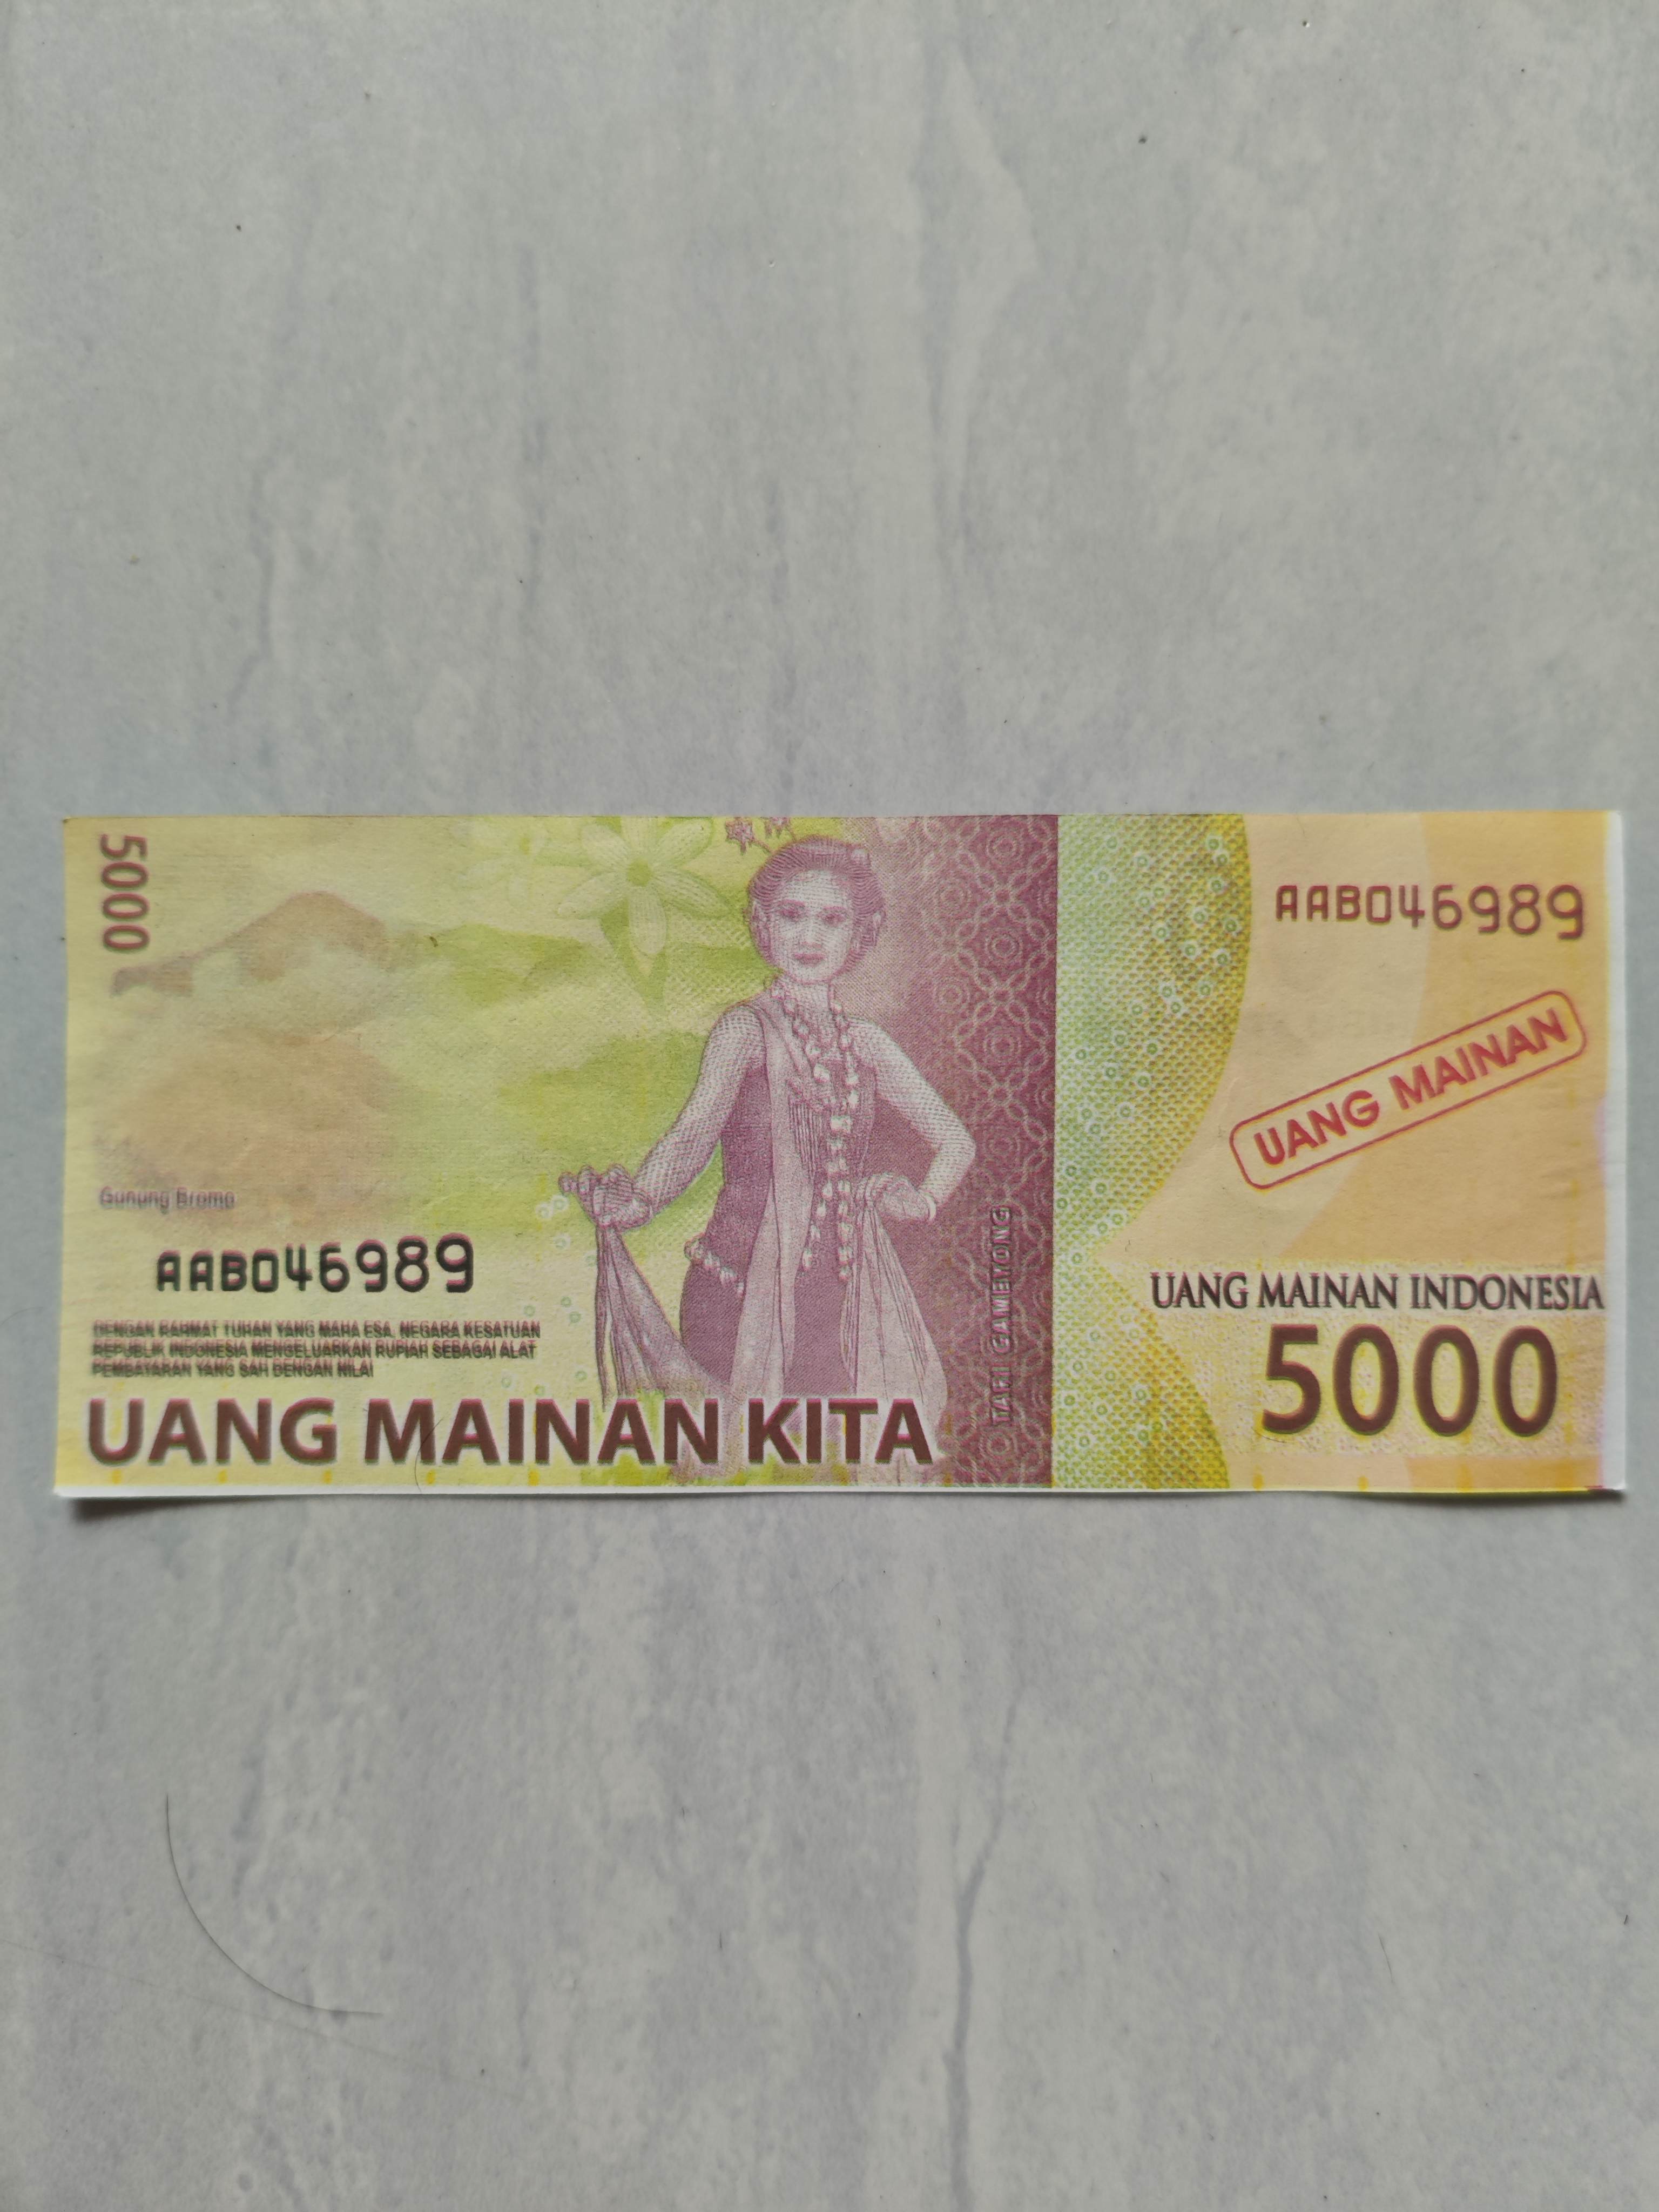 5000
AAB046989
UANG MAINAN
Gunung Bromo
AAB046989
DENGAN RAHMAT TUHAN YANG MAHA ESA, NEGARA KESATUAN
REPUBLIK INDONESIA MENGELUARKAN RUPIAH SEBAGAI ALAT
PEMBAYARAN YANG SAH DENGAN NILAI
UANG MAINAN KITA
TARI GAMBYONG
UANG MAINAN INDONESIA
5000